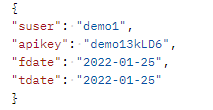 {
"suser": "demo1",
"apikey": "demo13kLD6",
"fdate": "2022-01-25",
"tdate": "2022-01-25"
}